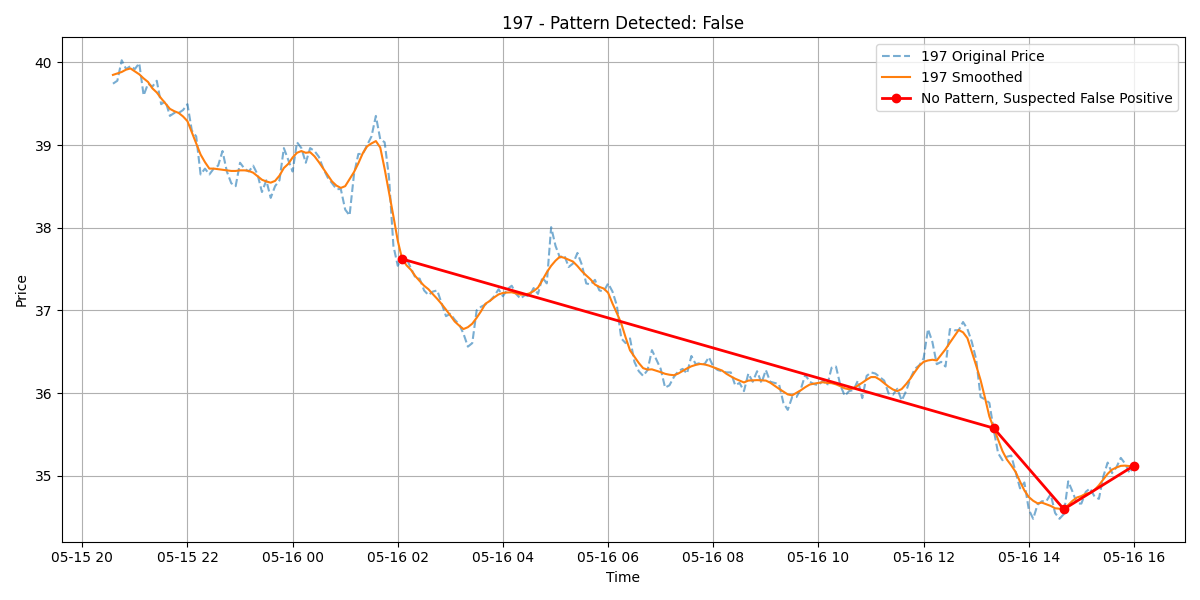 197 - Pattern Detected: False
197 Original Price
197 Smoothed
No Pattern, Suspected False Positive
Price
40
39
38
37
36
35
05-15 20
05-15 22
05-16 00
05-16 02
05-16 04
05-16 06
05-16 08
05-16 10
05-16 12
05-16 14
05-16 16
Time